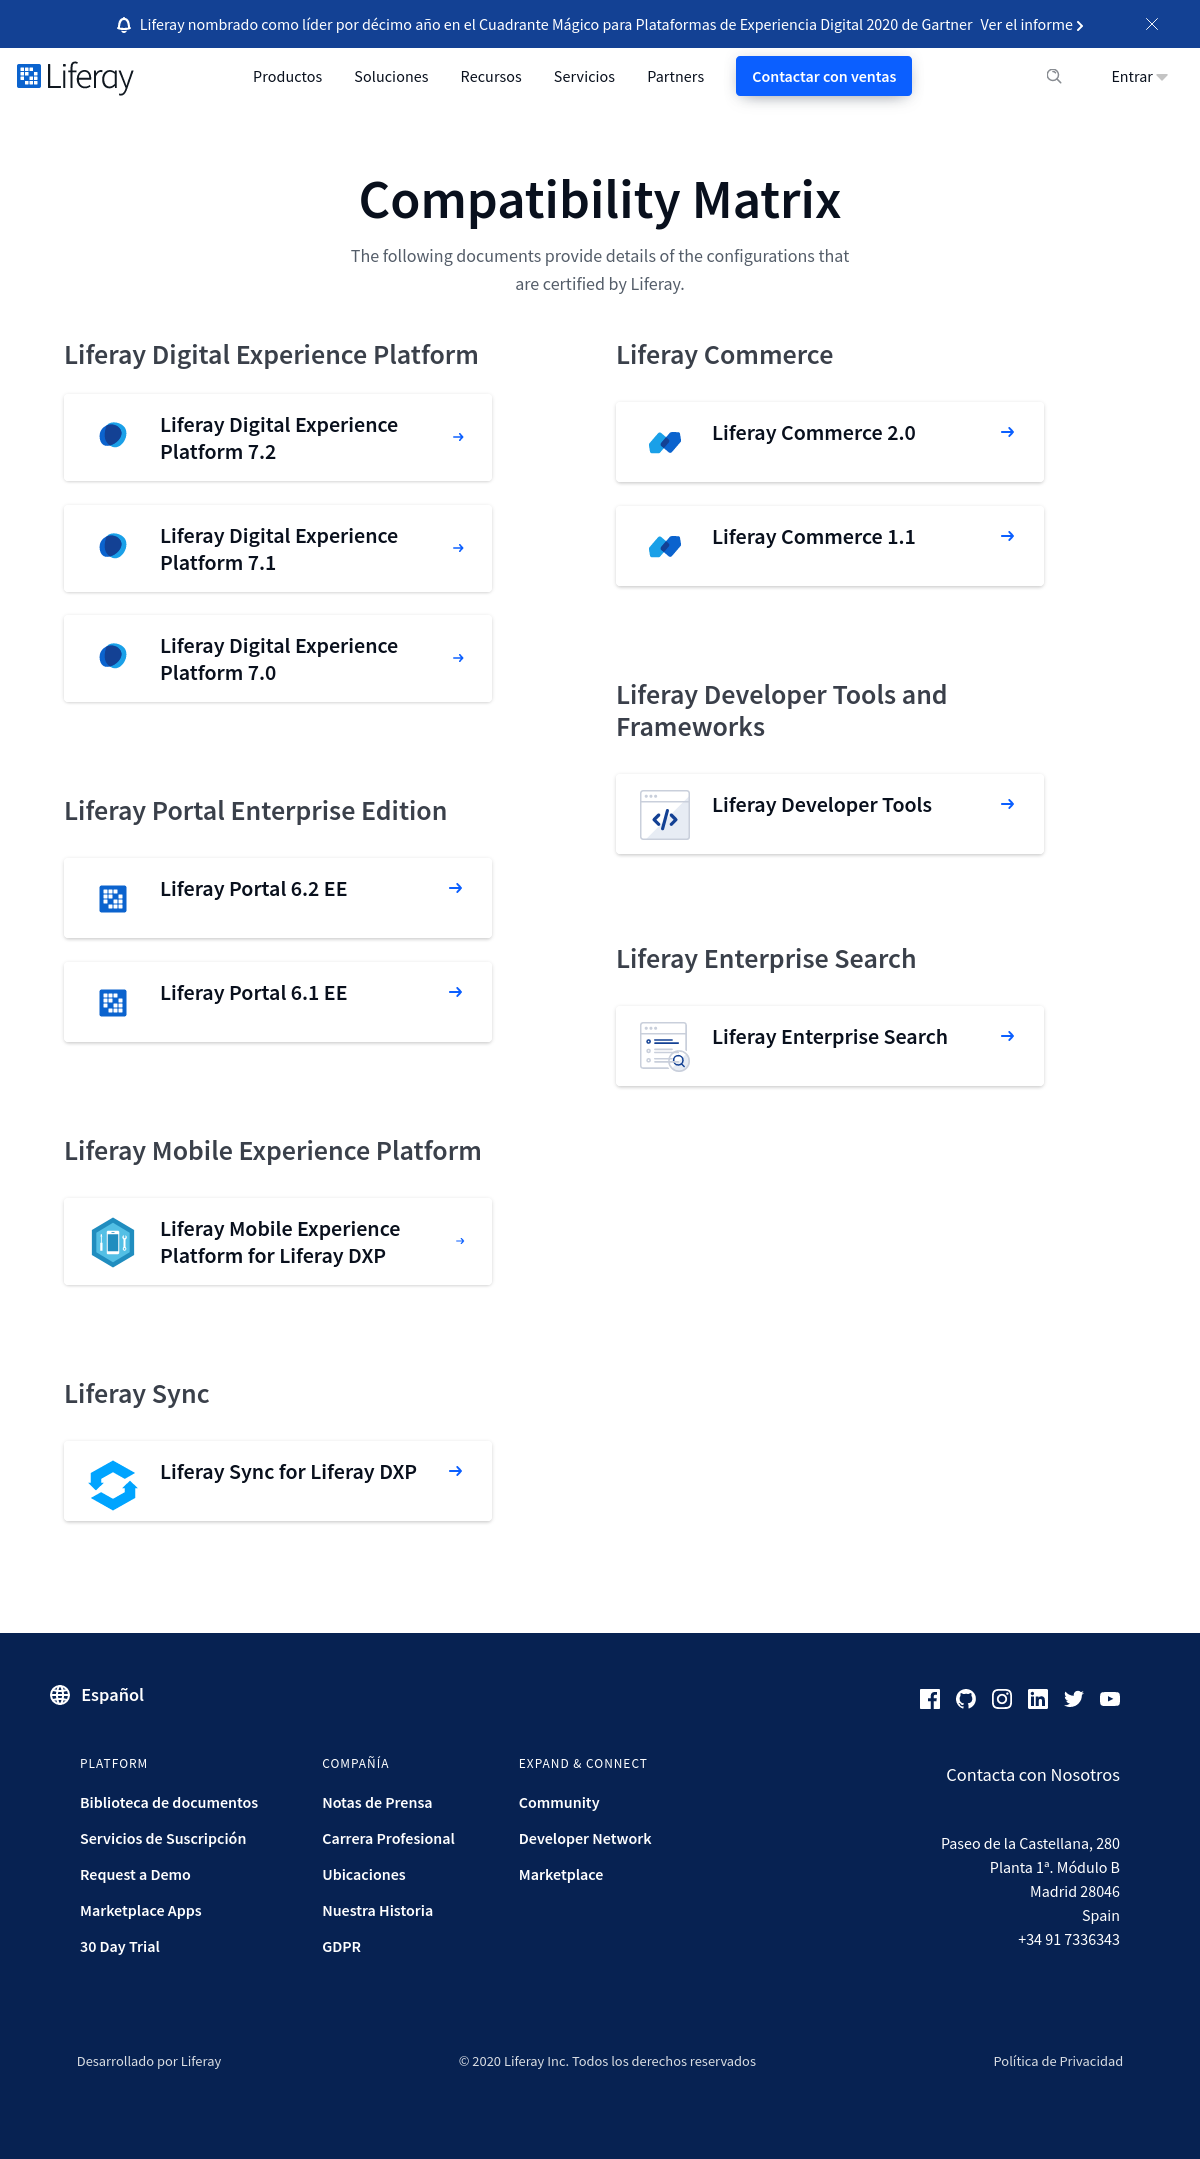 Liferay nombrado como líder por décimo año en el Cuadrante Mágico para Plataformas de Experiencia Digital 2020 de Gartner Ver el informe
Liferay
Productos
Soluciones
Recursos
Servicios
Partners
Contactar con ventas
Entrar
Compatibility Matrix
The following documents provide details of the configurations that
are certified by Liferay.
Liferay Digital Experience Platform
Liferay Digital Experience
Platform 7.2
Liferay Digital Experience
Platform 7.1
Liferay Digital Experience
Platform 7.0
Liferay Portal Enterprise Edition
Liferay Portal 6.2 EE
Liferay Portal 6.1 EE
Liferay Mobile Experience Platform
Liferay Mobile Experience
Platform for Liferay DXP
Liferay Sync
Liferay Sync for Liferay DXP
Liferay Commerce
Liferay Commerce 2.0
Liferay Commerce 1.1
Liferay Developer Tools and
Frameworks
Liferay Developer Tools
Liferay Enterprise Search
Liferay Enterprise Search
Español
PLATFORM
Biblioteca de documentos
Servicios de Suscripción
Request a Demo
Marketplace Apps
30 Day Trial
COMPAÑÍA
Notas de Prensa
Carrera Profesional
Ubicaciones
Nuestra Historia
GDPR
EXPAND & CONNECT
Community
Developer Network
Marketplace
Contacta con Nosotros
Paseo de la Castellana, 280
Planta 1ª. Módulo B
Madrid 28046
Spain
+34 91 7336343
Desarrollado por Liferay
© 2020 Liferay Inc. Todos los derechos reservados
Política de Privacidad